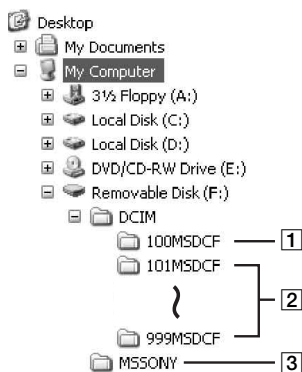 Desktop
My Documents
My Computer
3½ Floppy (A:)
Local Disk (C:)
Local Disk (D:)
DVD/CD-RW Drive (E:)
Removable Disk (F:)
DCIM
100MSDCF 1
101MSDCF
2
999MSDCF
MSSONY 3